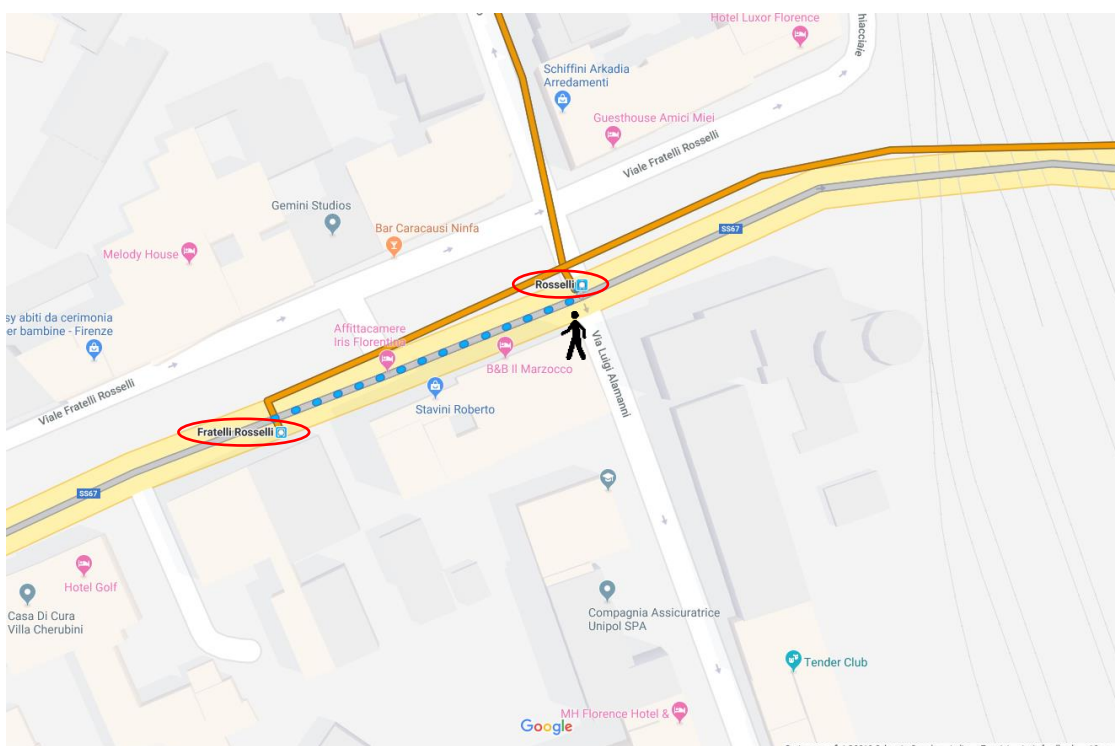 Hotel Luxor Florence
hiacciaie
Schiffini Arkadia
Arredamenti
Guesthouse Amici Miei
Viale Fratelli Rosselli
Gemini Studios
Bar Caracausi Ninfa
SS67
Melody House
Rosselli
sy abiti da cerimonia
er bambine - Firenze
Affittacamere
Iris Florentina
B&B Il Marzocco
Via Luigi Alamanni
Viale Fratelli Rosselli
Stavini Roberto
Fratelli Rosselli
SS67
Hotel Golf
Casa Di Cura
Villa Cherubini
Compagnia Assicuratrice
Unipol SPA
Tender Club
MH Florence Hotel &
Google